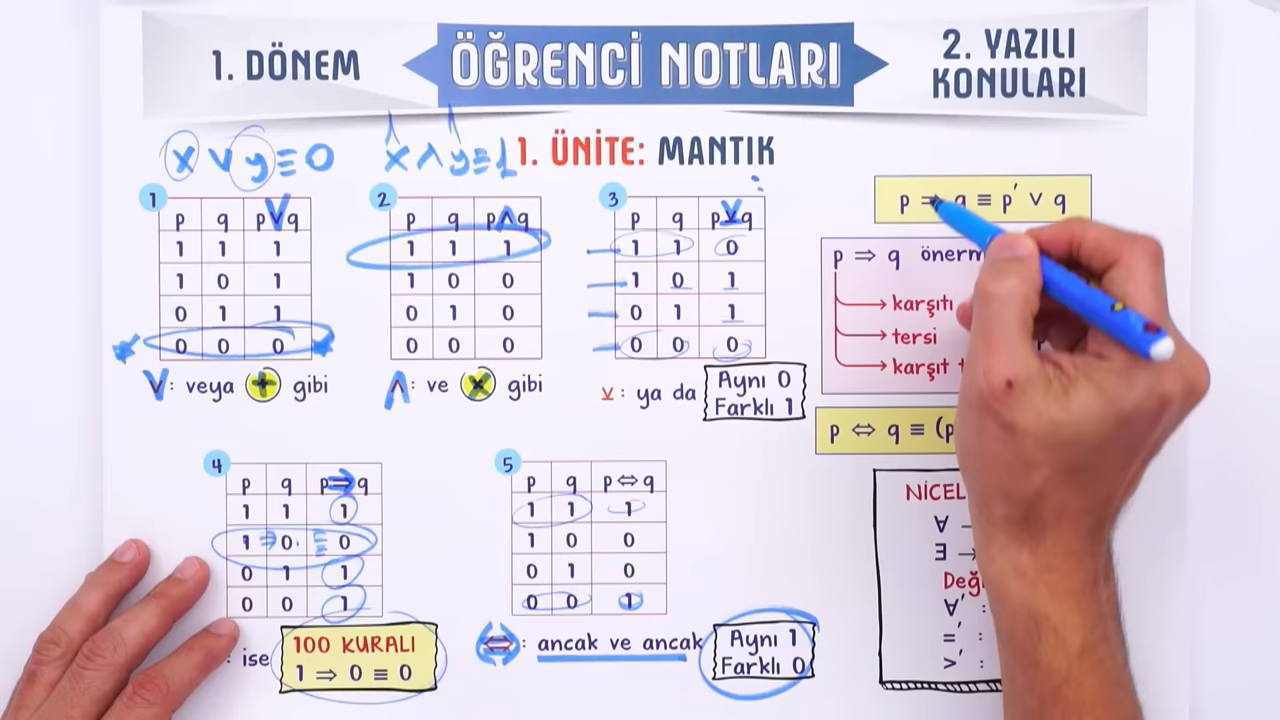 1. DÖNEM
ÖĞRENCİ NOTLARI
2. YAZILI
KONULARI
x ∨ y ≡ 0
x ∧ y ≡ 1
1. ÜNİTE: MANTIK
1
p q p∨q
1 1 1
1 0 1
0 1 1
0 0 0
∨: veya + gibi
2
p q p∧q
1 1 1
1 0 0
0 1 0
0 0 0
∧: ve x gibi
3
p q p⊻q
1 1 0
1 0 1
0 1 1
0 0 0
⊻: ya da
Aynı 0
Farklı 1
p ⇒ q ≡ p′ ∨ q
p ⇒ q
karşıtı
tersi
karşıt
p ⇔ q ≡ (p
4
p q p⇒q
1 1 1
1 ⇒ 0 ≡ 0
0 1 1
0 0 1
: ise
100 KURALI
1 ⇒ 0 ≡ 0
5
p q p⇔q
1 1 1
1 0 0
0 1 0
0 0 1
⇔: ancak ve ancak
Aynı 1
Farklı 0
∀ →
∃ →
∀′ :
=′ :
<′ :